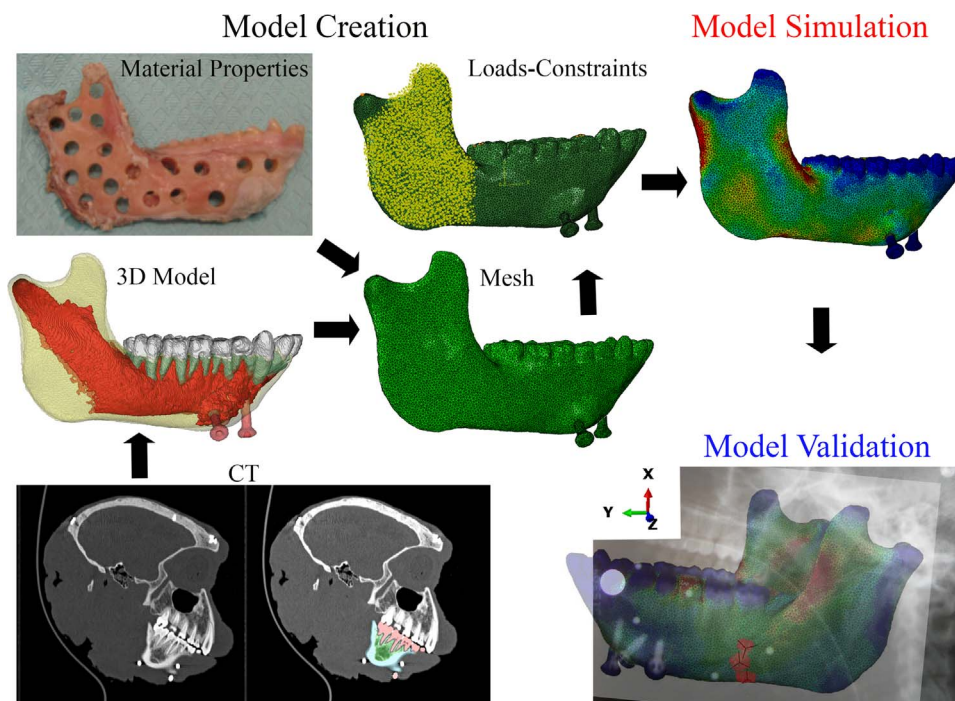 Model Creation
Model Simulation
Material Properties
Loads-Constraints
3D Model
Mesh
CT
Model Validation
X
Y
Z